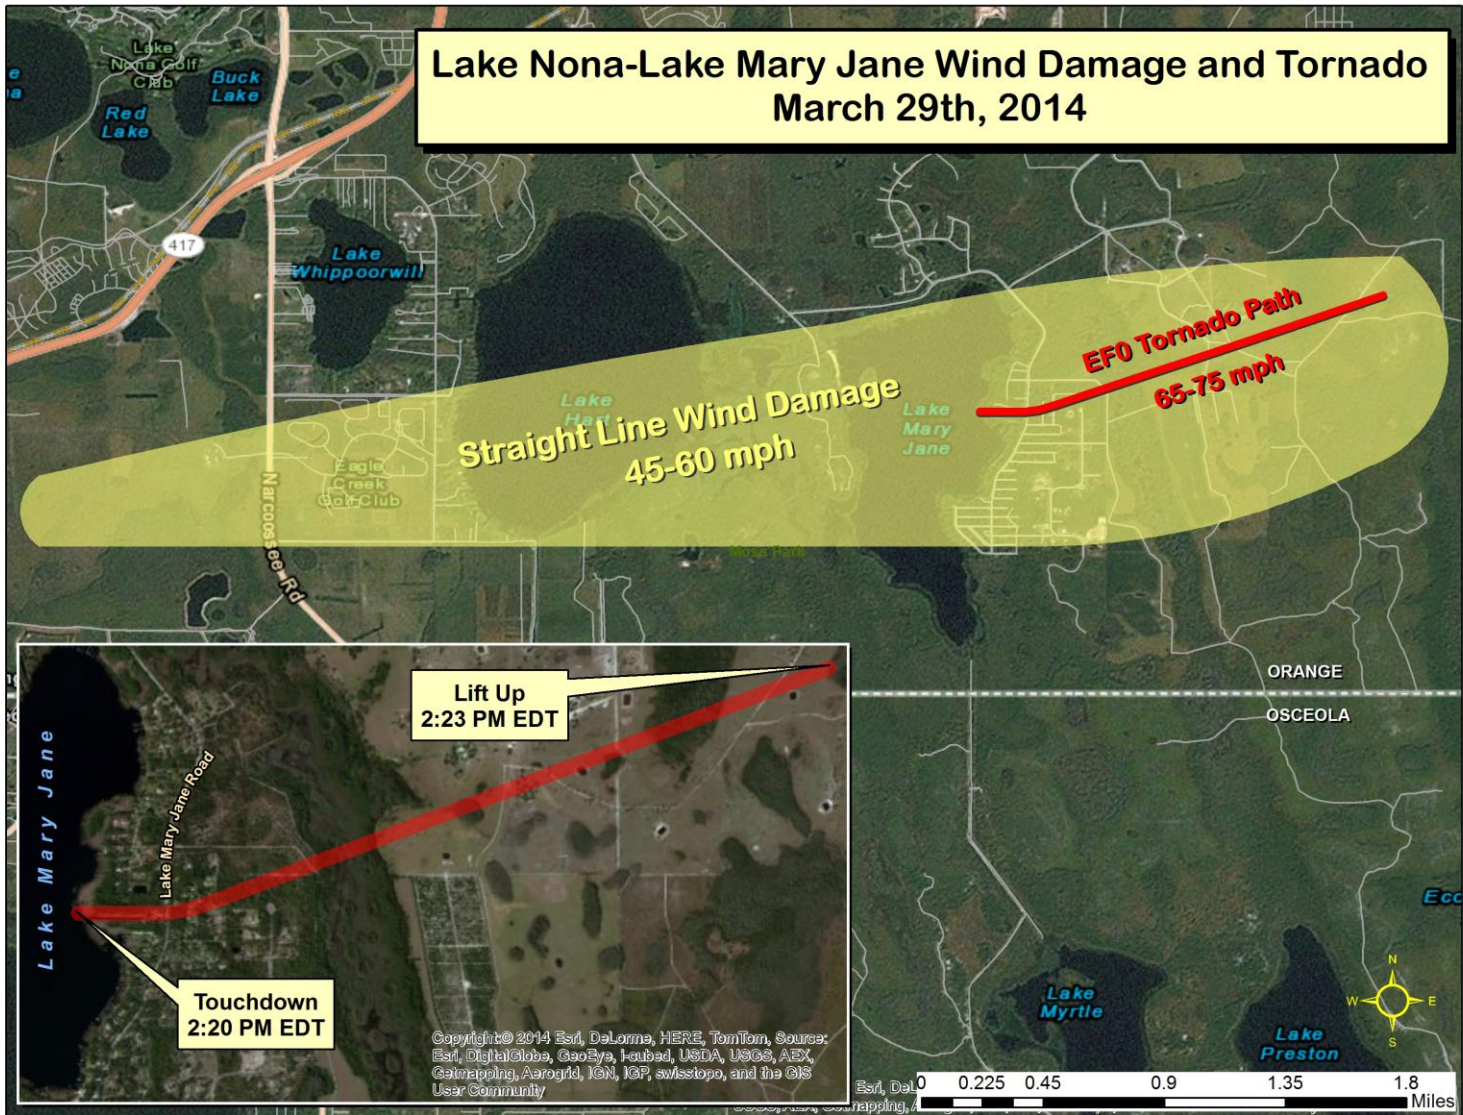 Lake Nona-Lake Mary Jane Wind Damage and Tornado
March 29th, 2014
Lake
Nona Golf
Club
Buck
Lake
Red
Lake
417
Lake
Whippoorwill
Lake
Hart
Straight Line Wind Damage
45-60 mph
Lake
Mary
Jane
EF0 Tornado Path
65-75 mph
Eagle
Creek
Golf Club
Narcoossee Rd
Moss Park
ORANGE
OSCEOLA
Lift Up
2:23 PM EDT
Lake Mary Jane
Lake Mary Jane Road
Touchdown
2:20 PM EDT
Copyright:© 2014 Esri, DeLorme, HERE, TomTom, Source:
Esri, DigitalGlobe, GeoEye, i-cubed, USDA, USGS, AEX,
Getmapping, Aerogrid, IGN, IGP, swisstopo, and the GIS
User Community
Lake
Myrtle
Lake
Preston
N
W E
S
Esri,
0 0.225 0.45 0.9 1.35 1.8
Miles